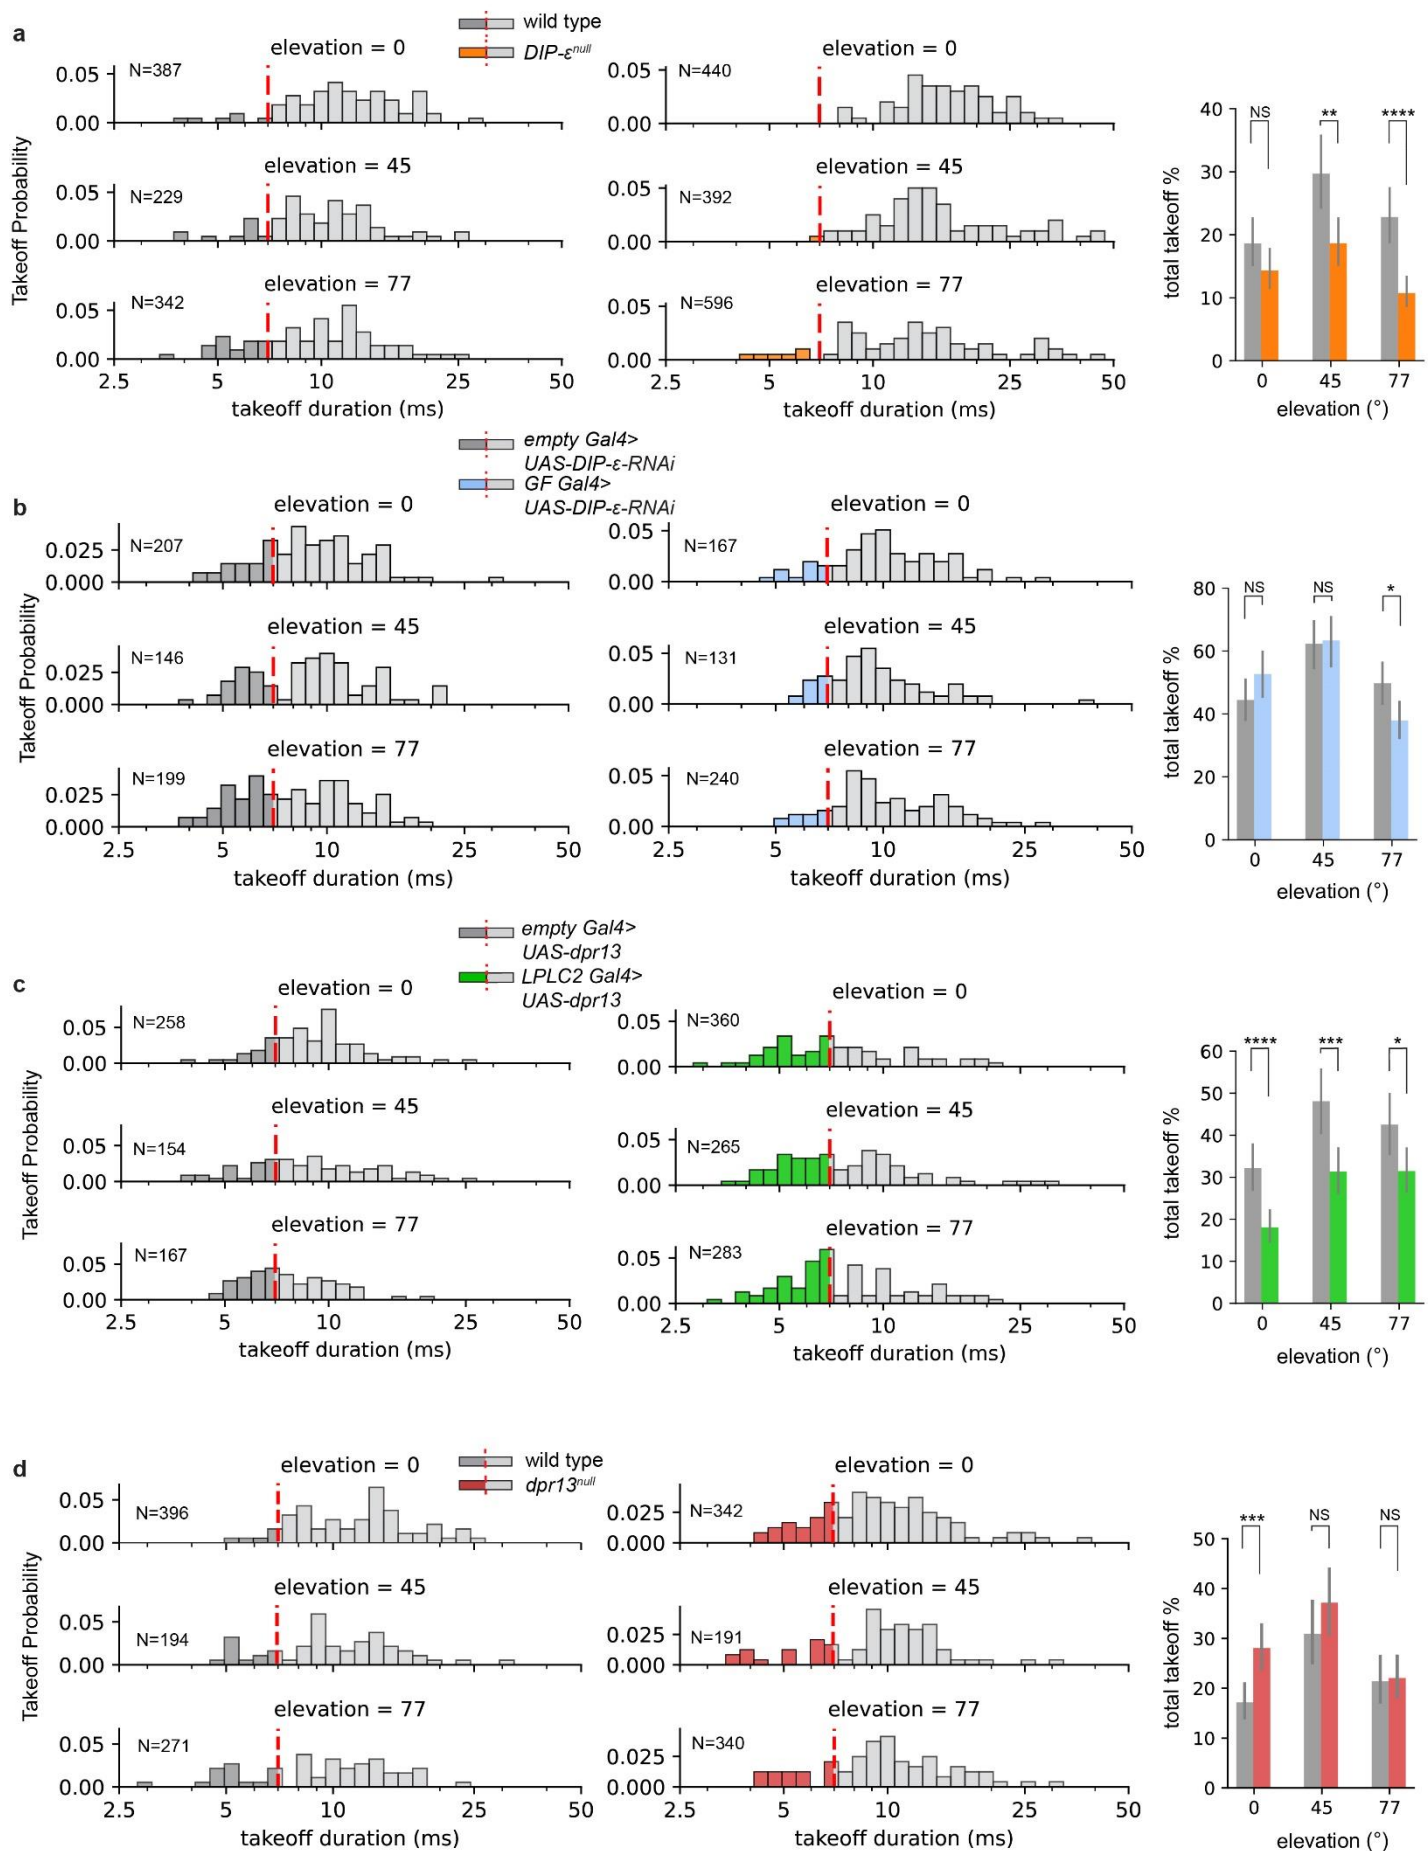 a
wild type
DIP-ε^null
elevation = 0
elevation = 0
N=387
N=440
0.05
0.00
0.05
0.00
elevation = 45
elevation = 45
N=229
N=392
0.05
0.00
0.05
0.00
elevation = 77
elevation = 77
N=342
N=596
0.05
0.00
0.05
0.00
2.5 5 10 25 50
2.5 5 10 25 50
takeoff duration (ms)
takeoff duration (ms)
Takeoff Probability
total takeoff %
40
30
20
10
0
NS ** ****
0 45 77
elevation (°)
b
empty Gal4>
UAS-DIP-ε-RNAi
GF Gal4>
UAS-DIP-ε-RNAi
elevation = 0
elevation = 0
N=207
N=167
0.025
0.000
0.05
0.00
elevation = 45
elevation = 45
N=146
N=131
0.025
0.000
0.05
0.00
elevation = 77
elevation = 77
N=199
N=240
0.025
0.000
0.05
0.00
2.5 5 10 25 50
2.5 5 10 25 50
takeoff duration (ms)
takeoff duration (ms)
Takeoff Probability
total takeoff %
80
60
40
20
0
NS NS *
0 45 77
elevation (°)
c
empty Gal4>
UAS-dpr13
LPLC2 Gal4>
UAS-dpr13
elevation = 0
elevation = 0
N=258
N=360
0.05
0.00
0.05
0.00
elevation = 45
elevation = 45
N=154
N=265
0.05
0.00
0.05
0.00
elevation = 77
elevation = 77
N=167
N=283
0.05
0.00
0.05
0.00
2.5 5 10 25 50
2.5 5 10 25 50
takeoff duration (ms)
takeoff duration (ms)
Takeoff Probability
total takeoff %
60
50
40
30
20
10
0
**** *** *
0 45 77
elevation (°)
d
wild type
dpr13^null
elevation = 0
elevation = 0
N=396
N=342
0.05
0.00
0.025
0.000
elevation = 45
elevation = 45
N=194
N=191
0.05
0.00
0.025
0.000
elevation = 77
elevation = 77
N=271
N=340
0.05
0.00
0.025
0.000
2.5 5 10 25 50
2.5 5 10 25 50
takeoff duration (ms)
takeoff duration (ms)
Takeoff Probability
total takeoff %
50
40
30
20
10
0
*** NS NS
0 45 77
elevation (°)